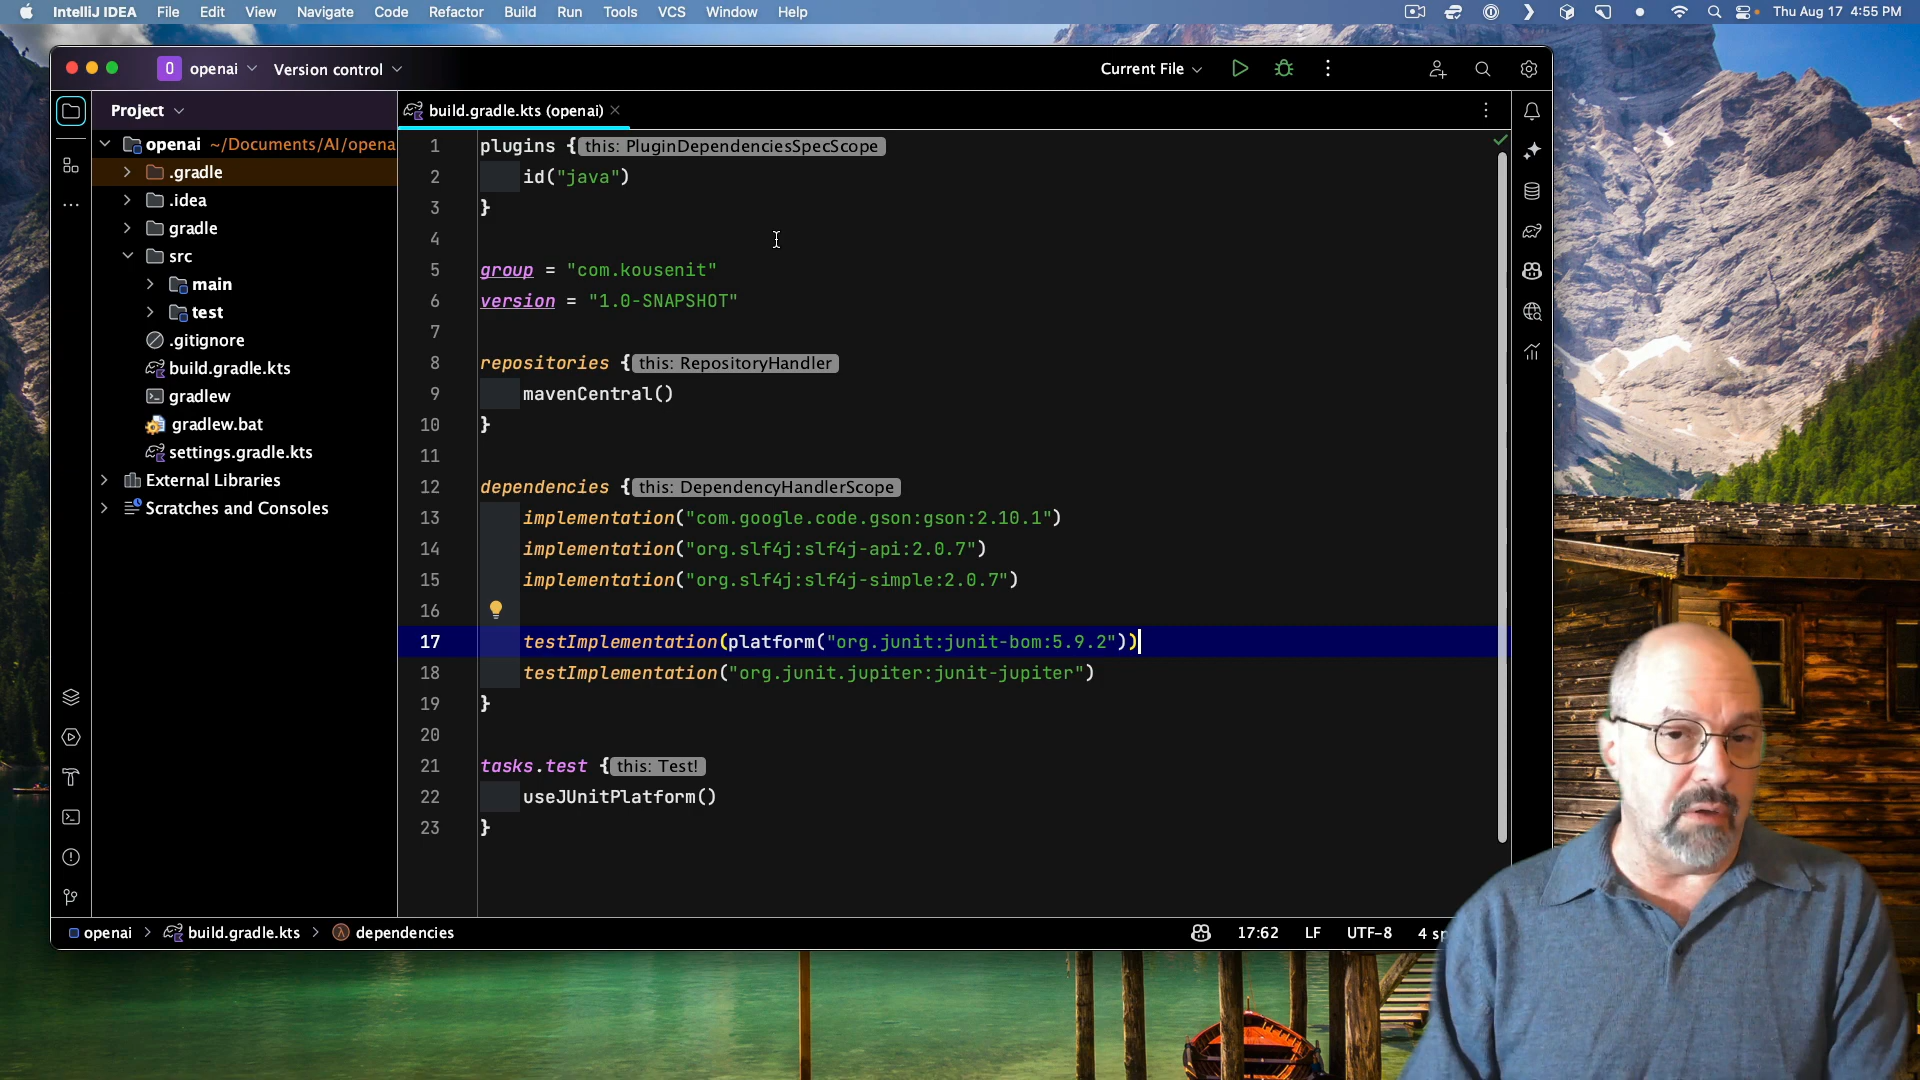 IntelliJ IDEA File Edit View Navigate Code Refactor Build Run Tools VCS Window Help Thu Aug 17 4:55 PM
O openai Version control Current File
Project build.gradle.kts (openai)
openai ~/Documents/AI/opena
.gradle
.idea
gradle
src
main
test
.gitignore
build.gradle.kts
gradlew
gradlew.bat
settings.gradle.kts
External Libraries
Scratches and Consoles
1 plugins { this: PluginDependenciesSpecScope
2 id("java")
3 }
4
5 group = "com.kousenit"
6 version = "1.0-SNAPSHOT"
7
8 repositories { this: RepositoryHandler
9 mavenCentral()
10 }
11
12 dependencies { this: DependencyHandlerScope
13 implementation("com.google.code.gson:gson:2.10.1")
14 implementation("org.slf4j:slf4j-api:2.0.7")
15 implementation("org.slf4j:slf4j-simple:2.0.7")
16
17 testImplementation(platform("org.junit:junit-bom:5.9.2"))
18 testImplementation("org.junit.jupiter:junit-jupiter")
19 }
20
21 tasks.test { this: Test!
22 useJUnitPlatform()
23 }
openai > build.gradle.kts > dependencies 17:62 LF UTF-8 4 sp